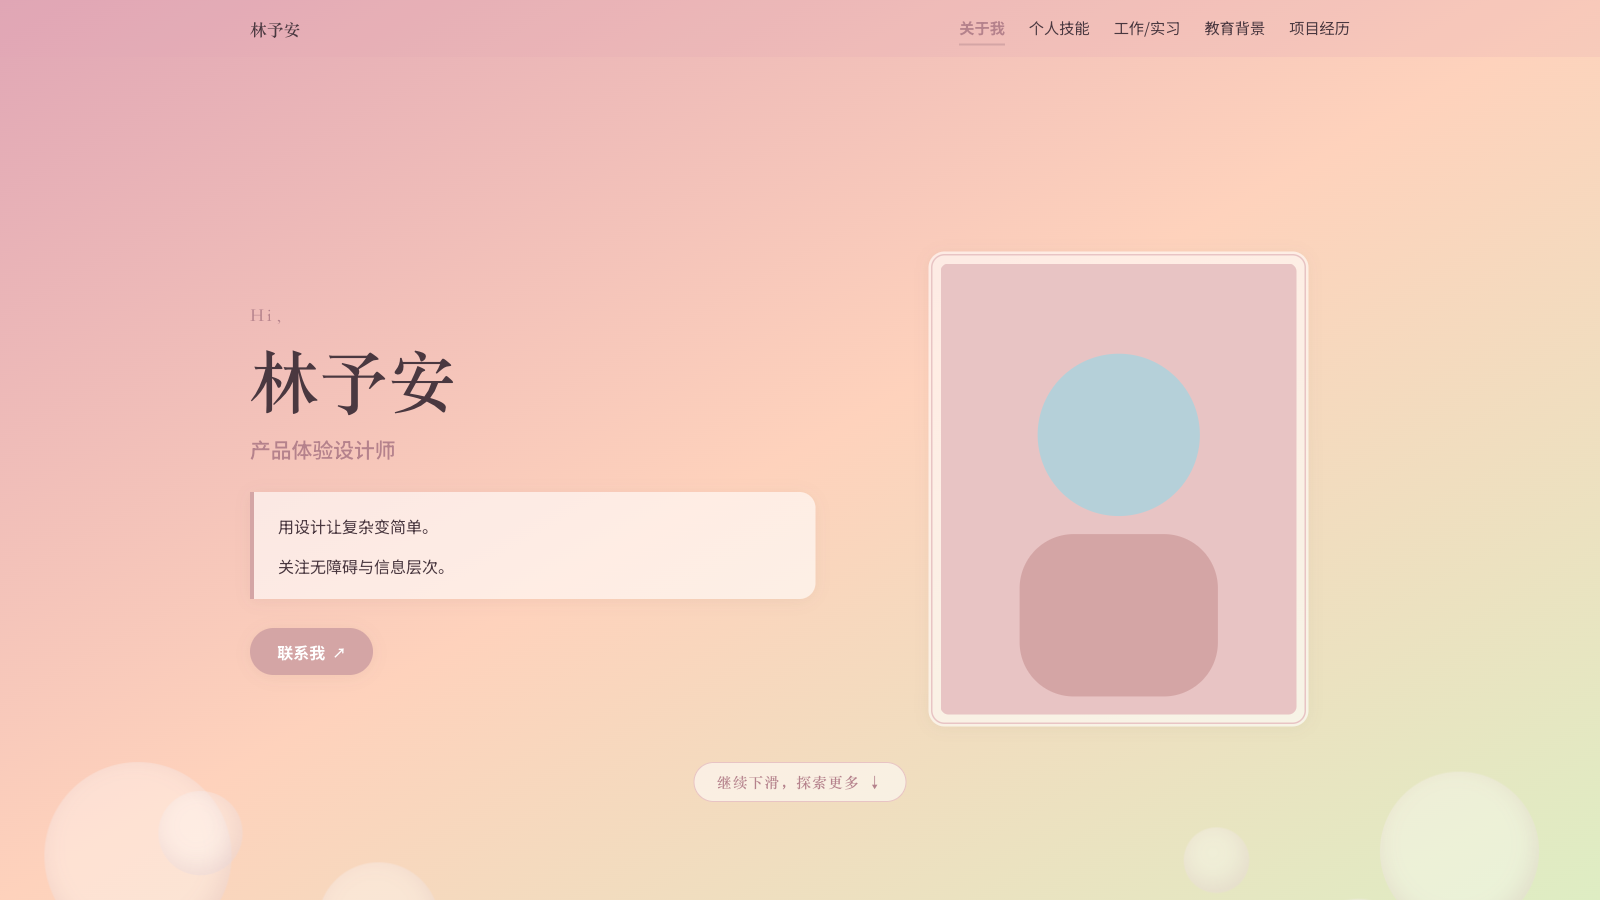 林予安
关于我 个人技能 工作/实习 教育背景 项目经历
Hi,
林予安
产品体验设计师
用设计让复杂变简单。
关注无障碍与信息层次。
联系我 ↗
继续下滑，探索更多 ↓